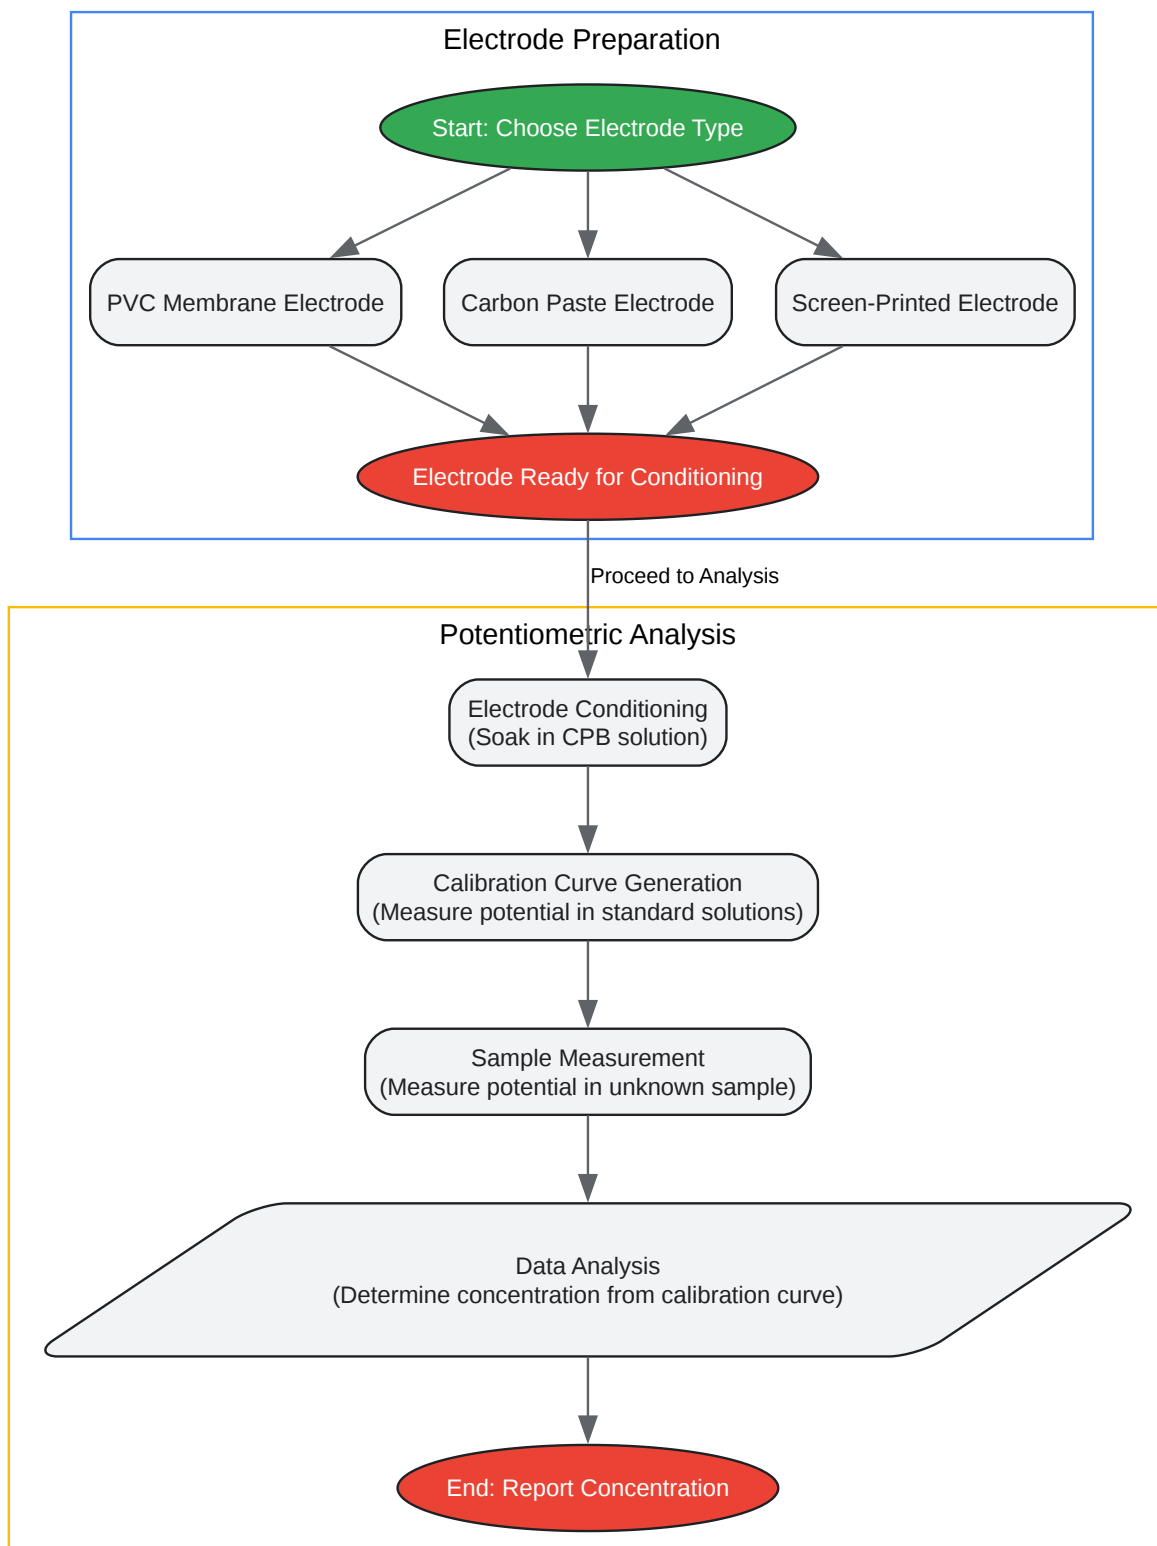 Electrode Preparation
Start: Choose Electrode Type
PVC Membrane Electrode
Carbon Paste Electrode
Screen-Printed Electrode
Electrode Ready for Conditioning
Proceed to Analysis
Potentiometric Analysis
Electrode Conditioning
(Soak in CPB solution)
Calibration Curve Generation
(Measure potential in standard solutions)
Sample Measurement
(Measure potential in unknown sample)
Data Analysis
(Determine concentration from calibration curve)
End: Report Concentration